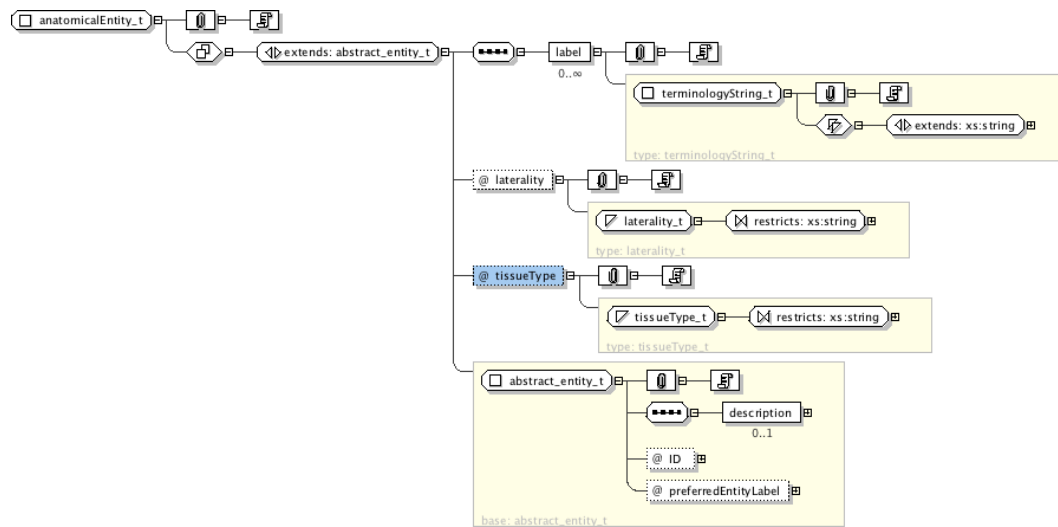 anatomicalEntity_t
extends: abstract_entity_t
label
0..∞
terminologyString_t
extends: xs:string
type: terminologyString_t
@ laterality
laterality_t
restricts: xs:string
type: laterality_t
@ tissueType
tissueType_t
restricts: xs:string
type: tissueType_t
abstract_entity_t
description
0..1
@ ID
@ preferredEntityLabel
base: abstract_entity_t